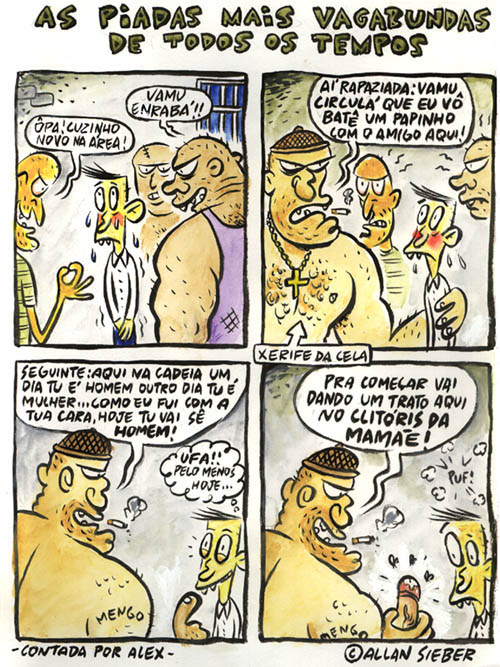 AS PIADAS MAIS VAGABUNDAS
DE TODOS OS TEMPOS
ÔPA! CUZINHO
NOVO NA ÁREA!
VAMU
ENRABÁ!!
AÍ RAPAZIADA: VAMU
CIRCULÁ QUE EU VÔ
BATÊ UM PAPINHO
COM O AMIGO AQUI!
XERIFE DA CELA
SEGUINTE: AQUI NA CADEIA UM
DIA TU É HOMEM OUTRO DIA TU É
MULHER... COMO EU FUI COM A
TUA CARA, HOJE TU VAI SÊ
HOMEM!
UFA!!
PELO MENOS
HOJE...
MENGO
PRA COMEÇAR VAI
DANDO UM TRATO AQUI
NO CLITÓRIS DA
MAMÃE!
PUF!
MENGO
-CONTADA POR ALEX-
©ALLAN SIEBER